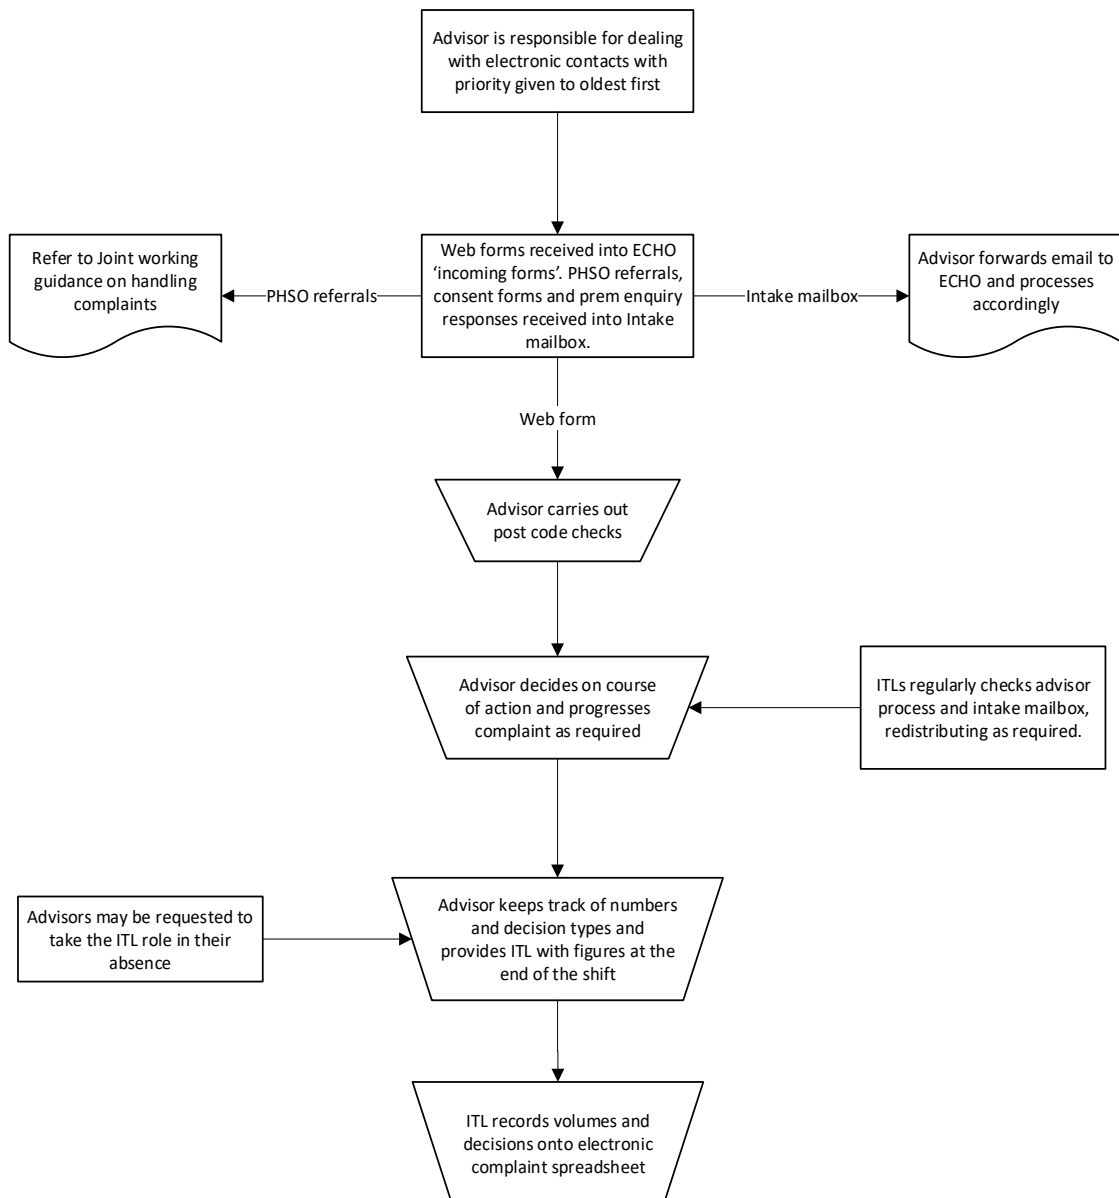 Advisor is responsible for dealing
with electronic contacts with
priority given to oldest first
Refer to Joint working
guidance on handling
complaints
PHSO referrals
Web forms received into ECHO
‘incoming forms’. PHSO referrals,
consent forms and prem enquiry
responses received into Intake
mailbox.
Intake mailbox
Advisor forwards email to
ECHO and processes
accordingly
Web form
Advisor carries out
post code checks
Advisor decides on course
of action and progresses
complaint as required
ITLs regularly checks advisor
process and intake mailbox,
redistributing as required.
Advisors may be requested to
take the ITL role in their
absence
Advisor keeps track of numbers
and decision types and
provides ITL with figures at the
end of the shift
ITL records volumes and
decisions onto electronic
complaint spreadsheet